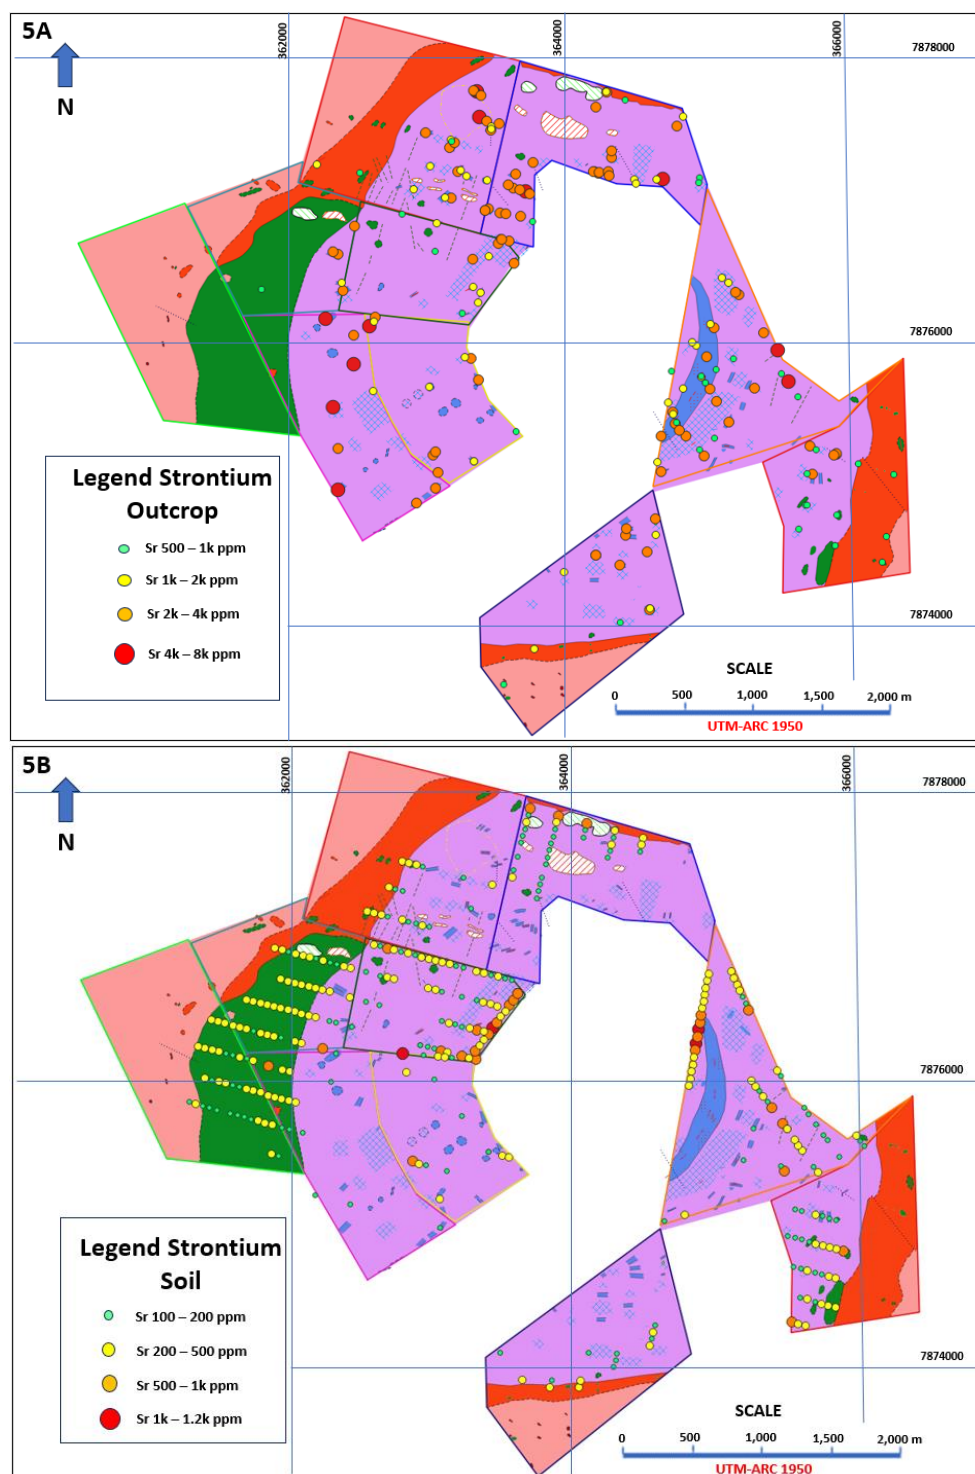 5A
362000
364000
366000
7878000
N
7876000
Legend Strontium
Outcrop
Sr 500 – 1k ppm
Sr 1k – 2k ppm
Sr 2k – 4k ppm
Sr 4k – 8k ppm
7874000
SCALE
0 500 1,000 1,500 2,000 m
UTM-ARC 1950
5B
362000
364000
366000
7878000
N
7876000
Legend Strontium
Soil
Sr 100 – 200 ppm
Sr 200 – 500 ppm
Sr 500 – 1k ppm
Sr 1k – 1.2k ppm
7874000
SCALE
0 500 1,000 1,500 2,000 m
UTM-ARC 1950